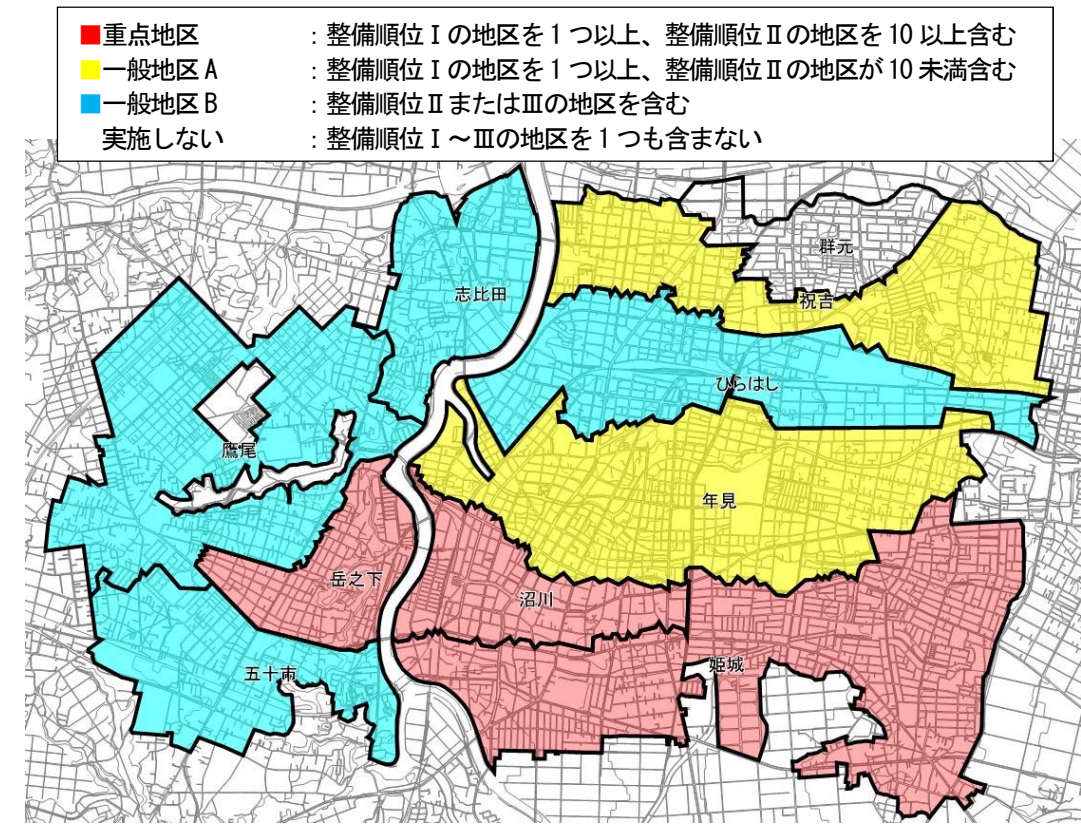 ■重点地区 : 整備順位Ⅰの地区を1つ以上、整備順位Ⅱの地区を10以上含む
■一般地区A : 整備順位Ⅰの地区を1つ以上、整備順位Ⅱの地区が10未満含む
■一般地区B : 整備順位ⅡまたはⅢの地区を含む
実施しない : 整備順位Ⅰ～Ⅲの地区を1つも含まない
群元
志比田
祝吉
ひらはし
鷹尾
年見
岳之下
沼川
姫城
五十市